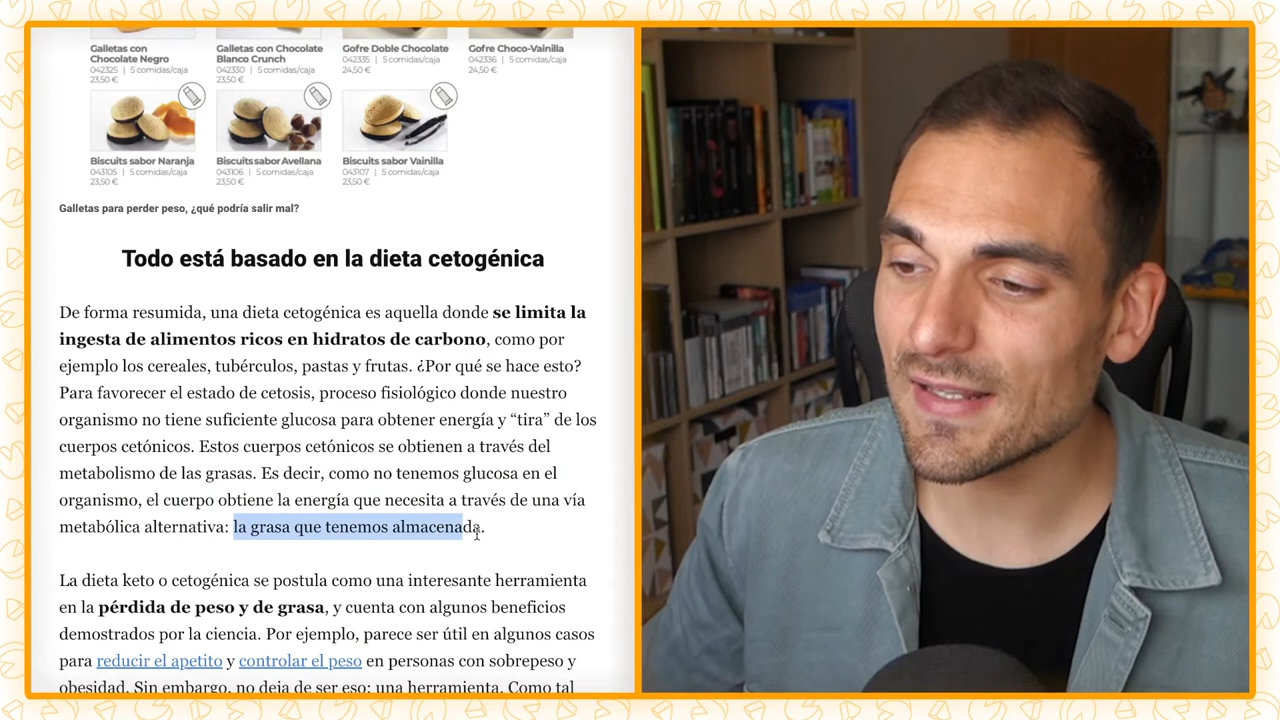 Galletas con Chocolate Negro
042325 | 5 comidas/caja
23,50 €
Galletas con Chocolate Blanco Crunch
042330 | 5 comidas/caja
23,50 €
Gofre Doble Chocolate
042335 | 5 comidas/caja
24,50 €
Gofre Choco-Vainilla
042336 | 5 comidas/caja
24,50 €
Biscuits sabor Naranja
043105 | 5 comidas/caja
23,50 €
Biscuits sabor Avellana
043106 | 5 comidas/caja
23,50 €
Biscuits sabor Vainilla
043107 | 5 comidas/caja
23,50 €
Galletas para perder peso, ¿qué podría salir mal?
Todo está basado en la dieta cetogénica
De forma resumida, una dieta cetogénica es aquella donde se limita la
ingesta de alimentos ricos en hidratos de carbono, como por
ejemplo los cereales, tubérculos, pastas y frutas. ¿Por qué se hace esto?
Para favorecer el estado de cetosis, proceso fisiológico donde nuestro
organismo no tiene suficiente glucosa para obtener energía y “tira” de los
cuerpos cetónicos. Estos cuerpos cetónicos se obtienen a través del
metabolismo de las grasas. Es decir, como no tenemos glucosa en el
organismo, el cuerpo obtiene la energía que necesita a través de una vía
metabólica alternativa: la grasa que tenemos almacenada.
La dieta keto o cetogénica se postula como una interesante herramienta
en la pérdida de peso y de grasa, y cuenta con algunos beneficios
demostrados por la ciencia. Por ejemplo, parece ser útil en algunos casos
para reducir el apetito y controlar el peso en personas con sobrepeso y
obesidad. Sin embargo, no deja de ser eso: una herramienta. Como tal